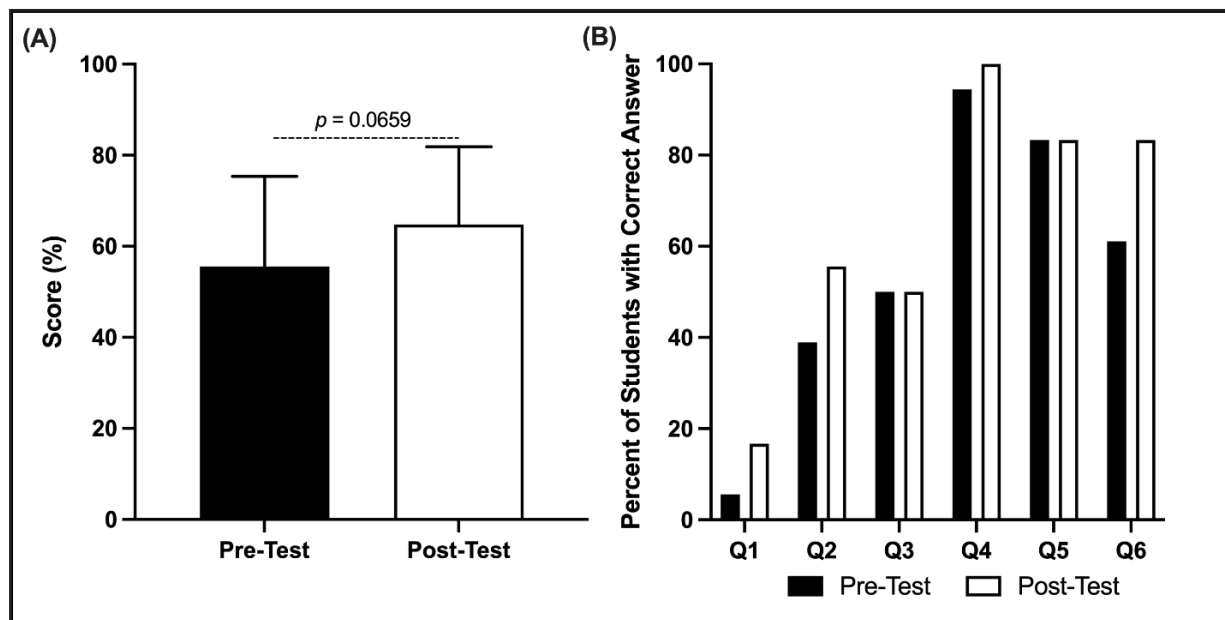 (A)
Score (%)
100
80
60
40
20
0
p = 0.0659
Pre-Test
Post-Test
(B)
Percent of Students with Correct Answer
100
80
60
40
20
0
Q1
Q2
Q3
Q4
Q5
Q6
Pre-Test
Post-Test